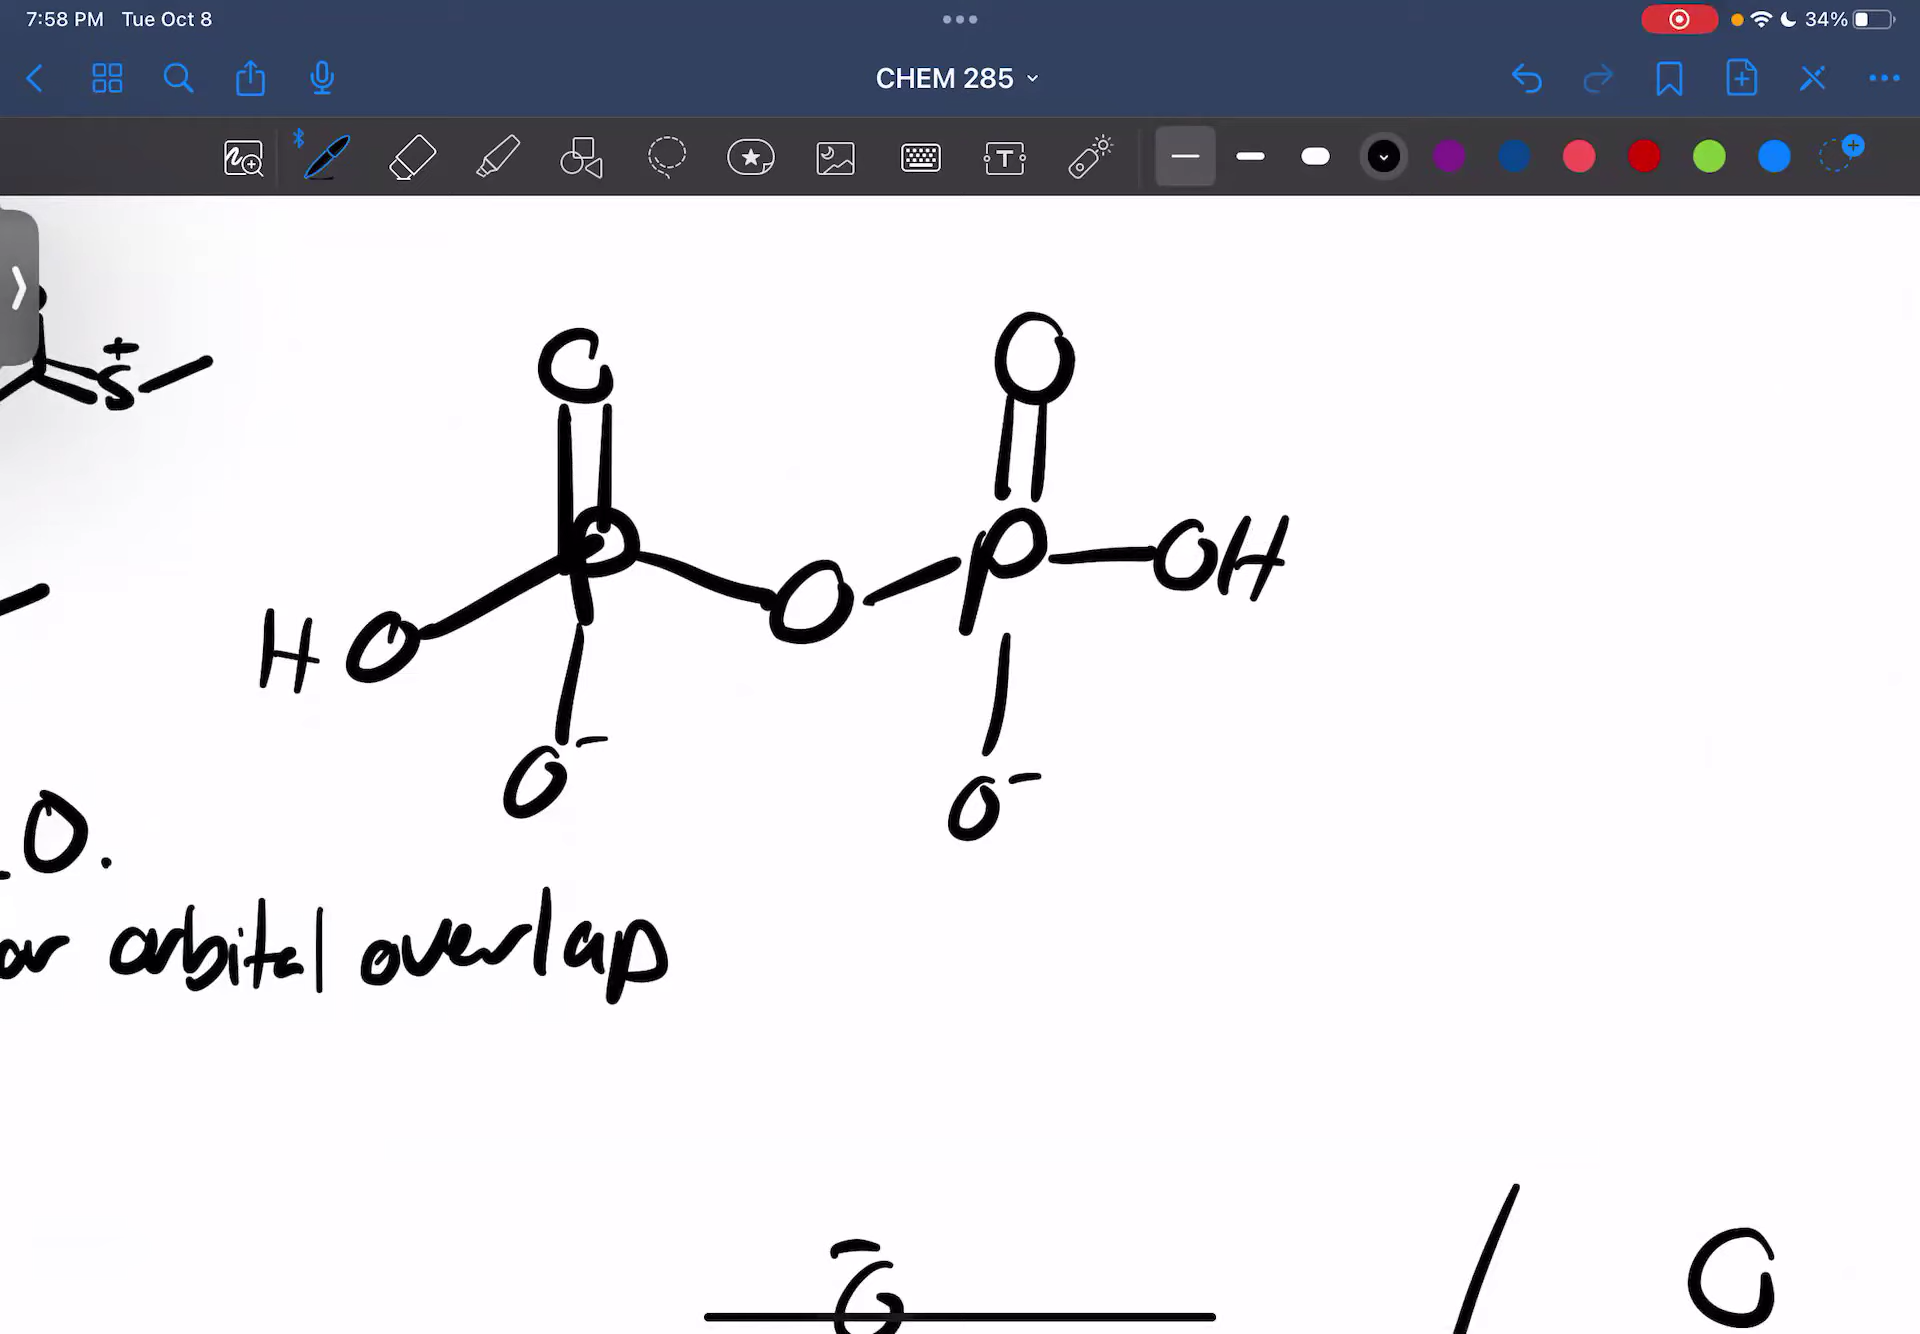 7:58 PM Tue Oct 8
34%
CHEM 285
T
+
S
O O
P P OH
HO O
O⁻ O⁻
O.
or orbital overlap
O